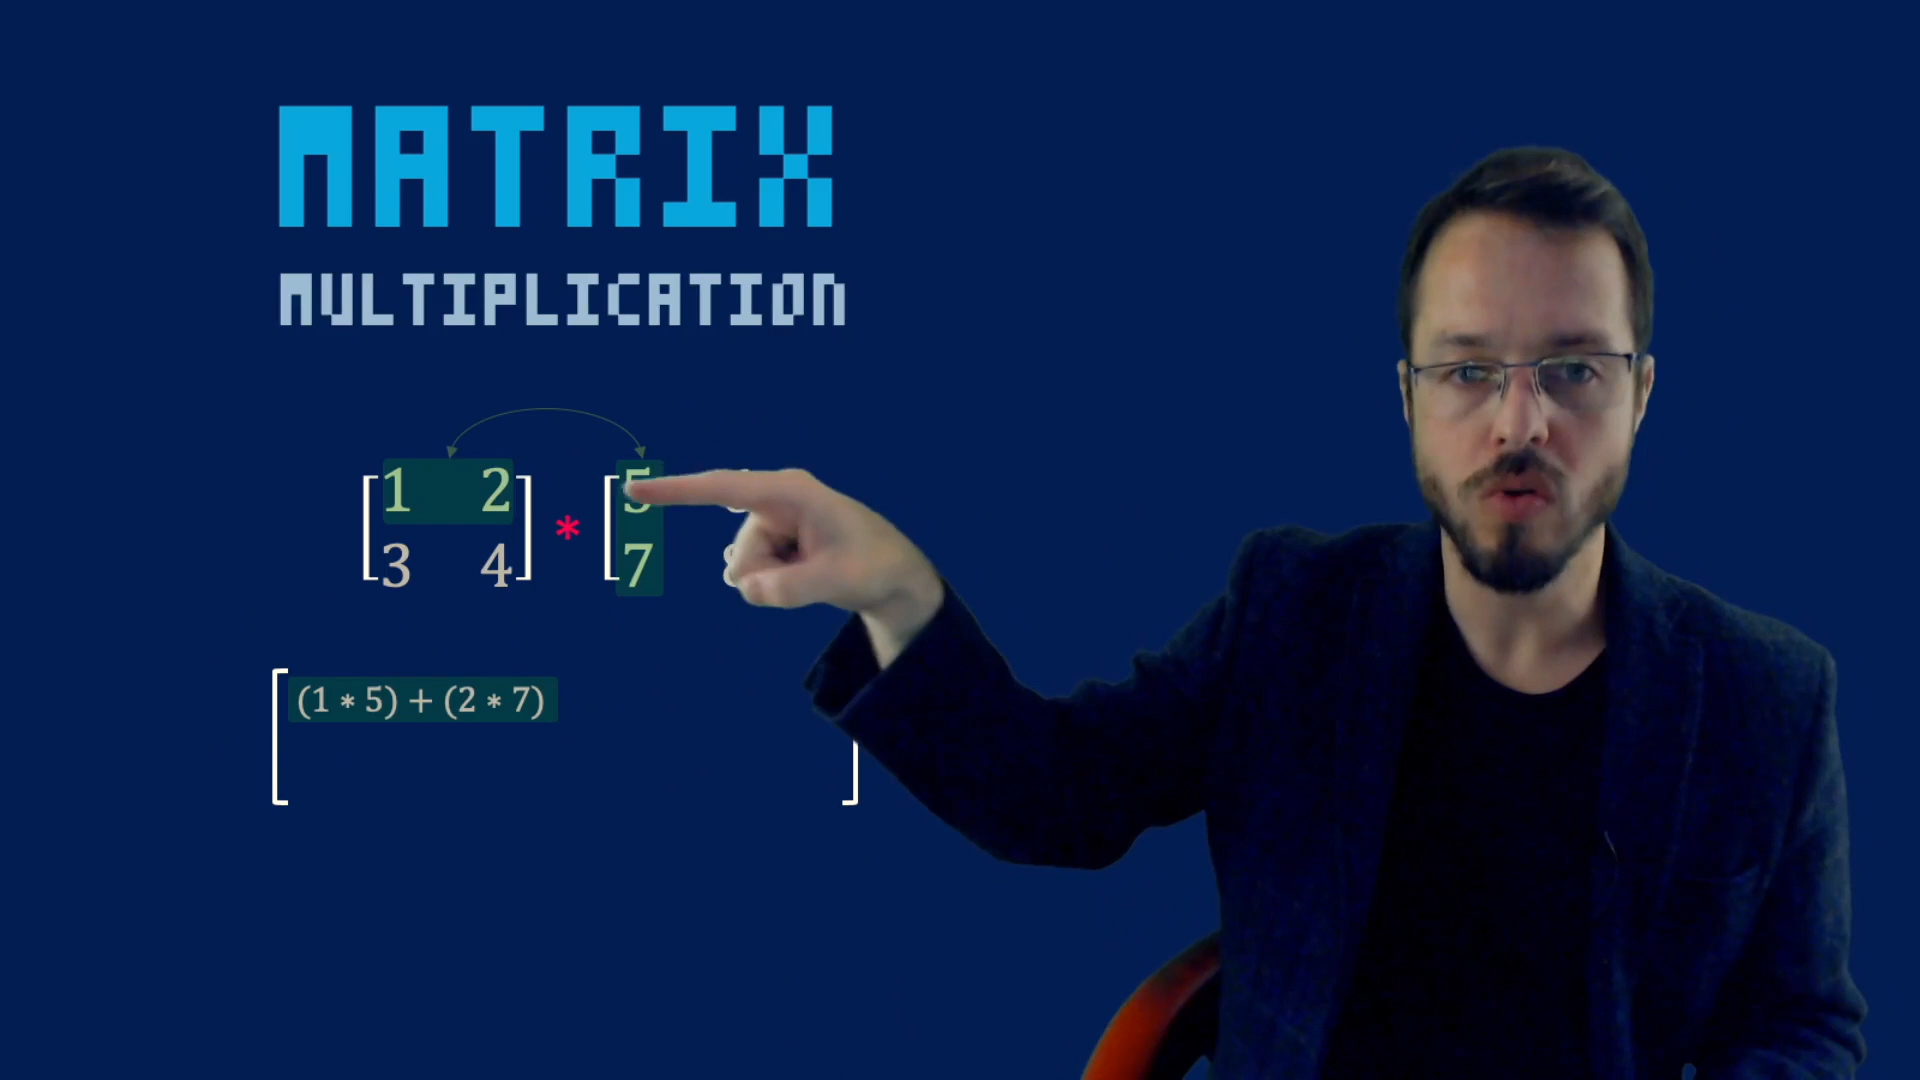 MATRIX
MULTIPLICATION
[1 2] * [5
[3 4] [7
(1 * 5) + (2 * 7)